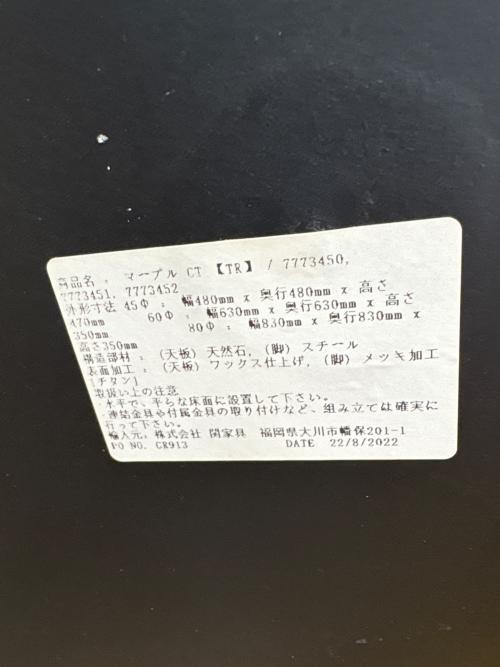 商品名： マーブル CT 【TR】 / 7773450,
7773451, 7773452
外形寸法 45Φ： 幅480mm x 奥行480mm x 高さ
470mm 60Φ： 幅630mm x 奥行630mm x 高さ
350mm 80Φ： 幅830mm x 奥行830mm x
高さ350mm
構造部材： （天板）天然石，（脚）スチール
表面加工： （天板）ワックス仕上げ，（脚）メッキ加工
[チタン]
取扱い上の注意
・水平で、平らな床面に設置して下さい。
・連結金具や付属金具の取り付けなど、組み立ては確実に
行って下さい。
輸入元：株式会社 関家具 福岡県大川市幡保201-1
PO NO. CR913 DATE 22/8/2022